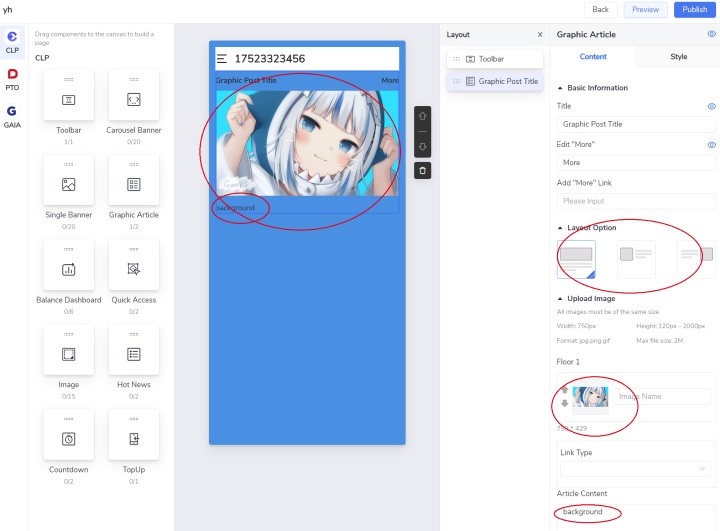 yh
Back
Preview
Publish
CLP
PTO
GAIA
Drag components to the canvas to build a
page
CLP
Toolbar
1/1
Carousel Banner
0/20
Single Banner
0/20
Graphic Article
1/2
Balance Dashboard
0/6
Quick Access
0/2
Image
0/15
Hot News
0/2
Countdown
0/2
TopUp
0/1
17523323456
Graphic Post Title
More
background
Layout
X
Toolbar
Graphic Post Title
Graphic Article
Content
Style
Basic Information
Title
Graphic Post Title
Edit "More"
More
Add "More" Link
Please Input
Layout Option
Upload Image
All images must be of the same size
Width: 750px
Height: 120px - 2000px
Format:jpg,png,gif
Max file size: 2M
Floor 1
Image Name
750 * 429
Link Type
Article Content
background